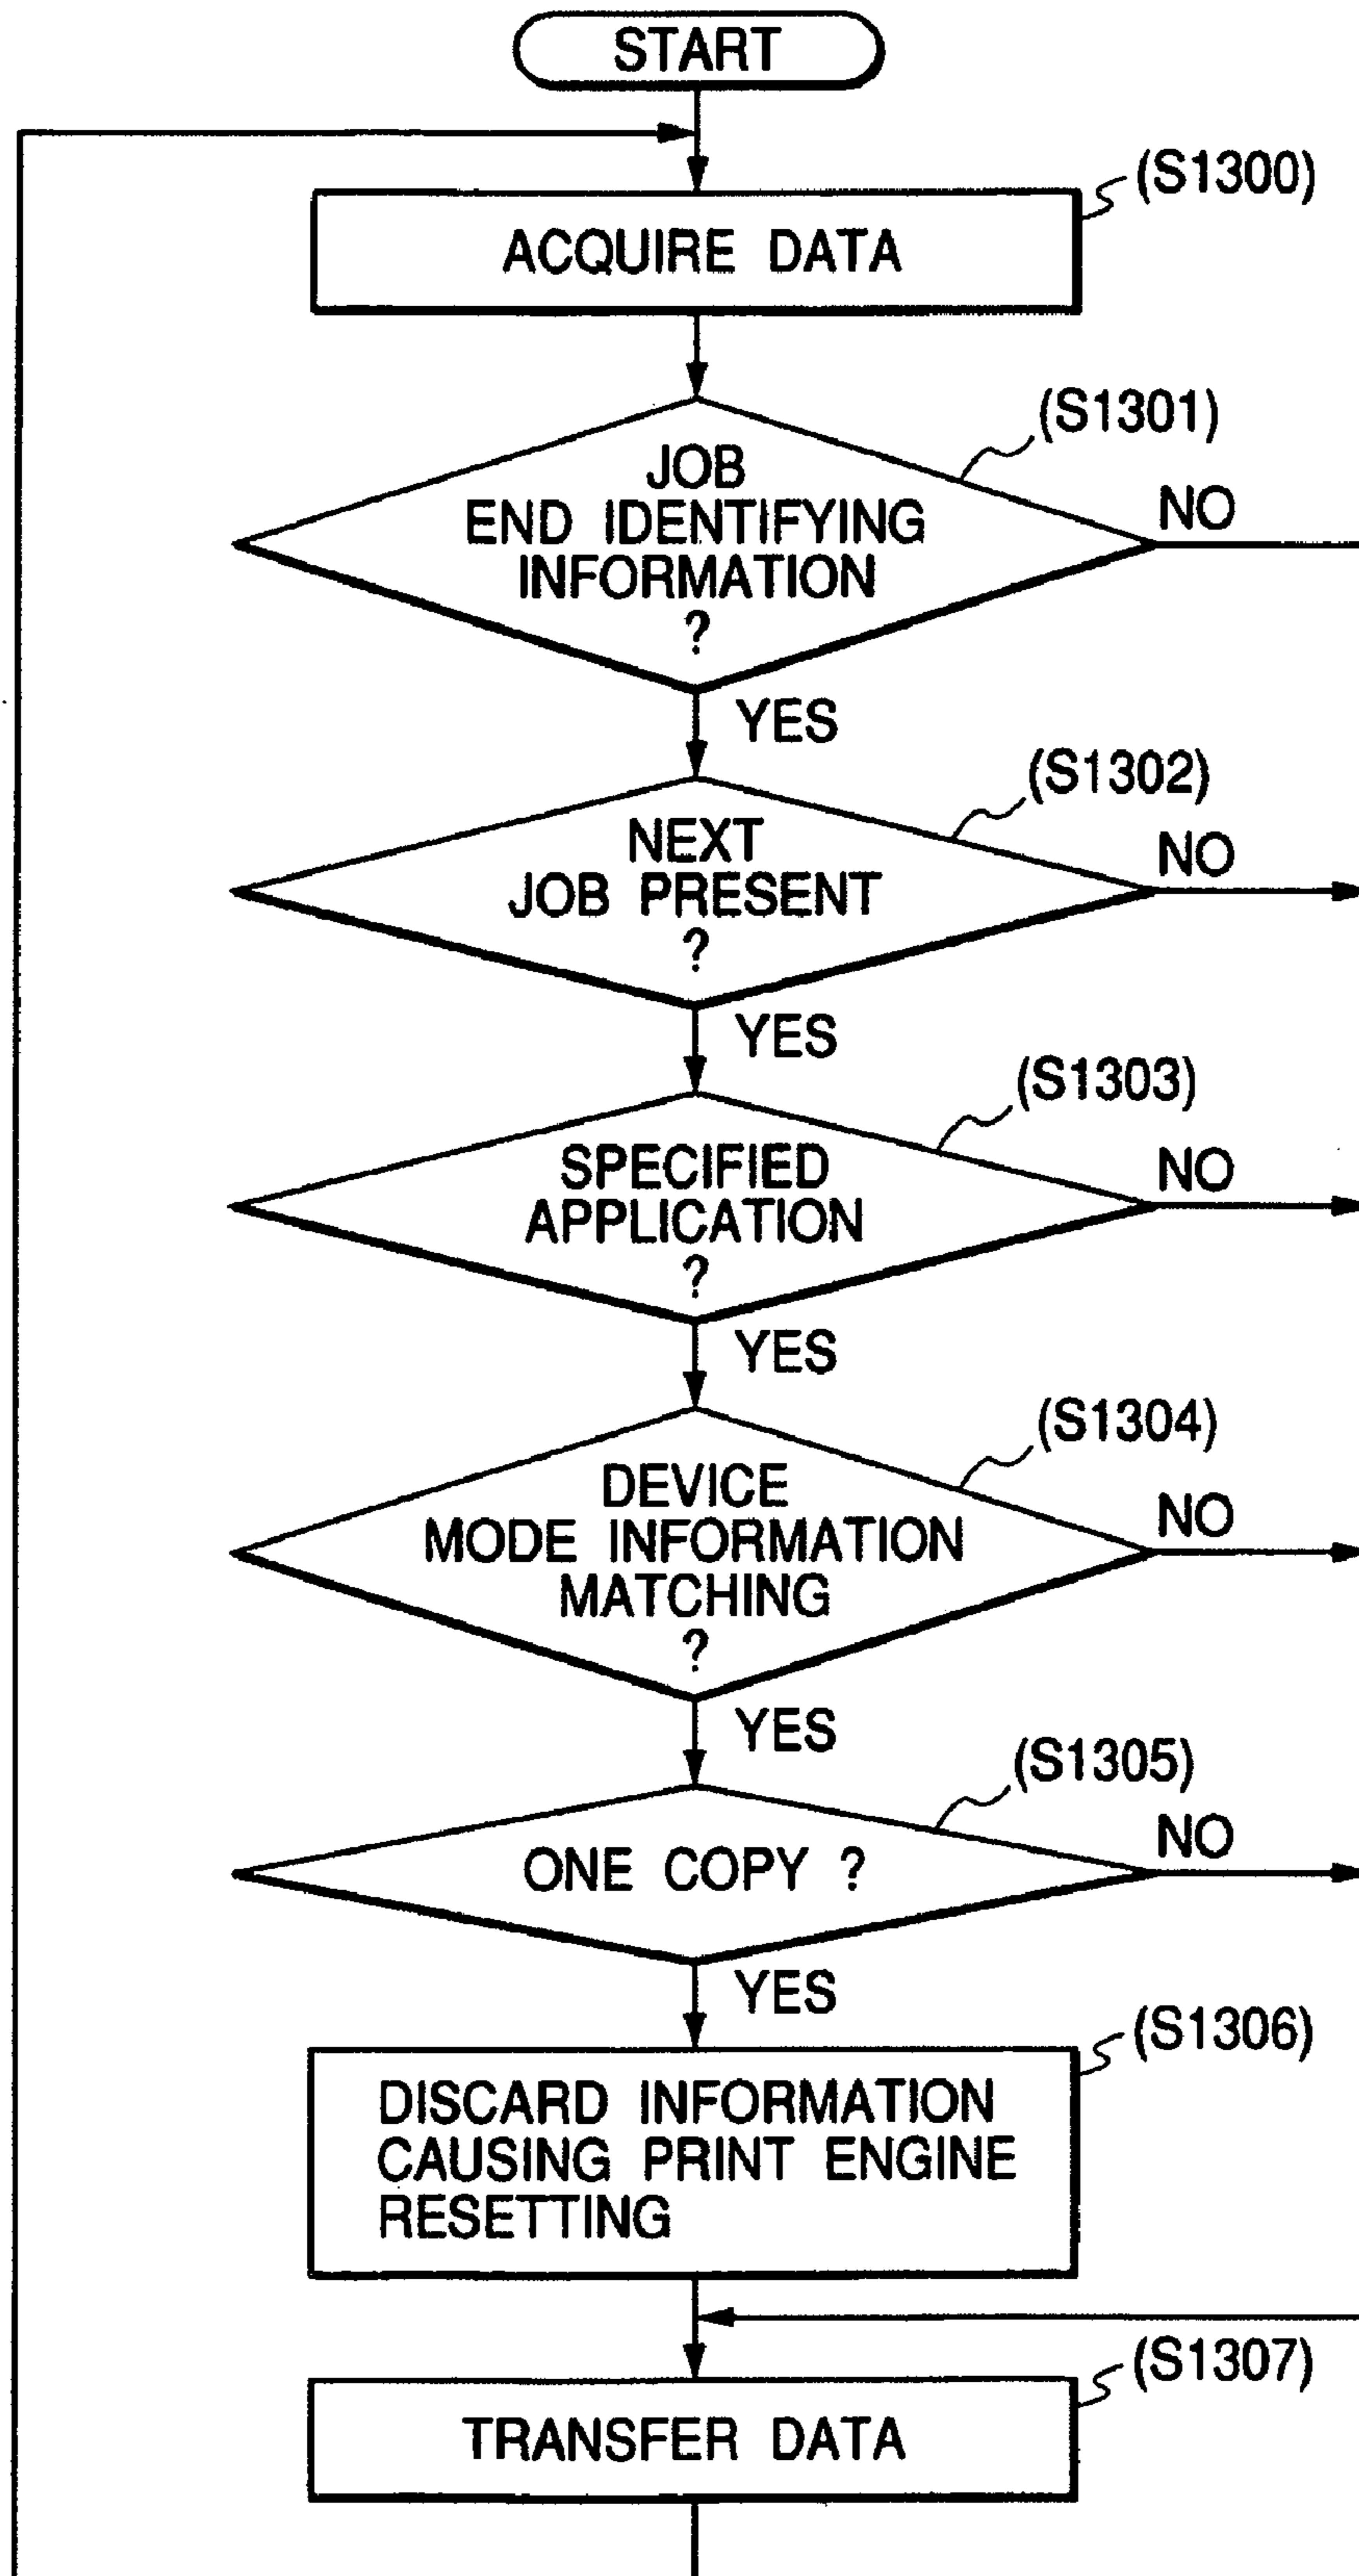 START
(S1300)
ACQUIRE DATA
(S1301)
JOB
END IDENTIFYING
INFORMATION
?
NO
YES
(S1302)
NEXT
JOB PRESENT
?
NO
YES
(S1303)
SPECIFIED
APPLICATION
?
NO
YES
(S1304)
DEVICE
MODE INFORMATION
MATCHING
?
NO
YES
(S1305)
ONE COPY ?
NO
YES
(S1306)
DISCARD INFORMATION
CAUSING PRINT ENGINE
RESETTING
(S1307)
TRANSFER DATA